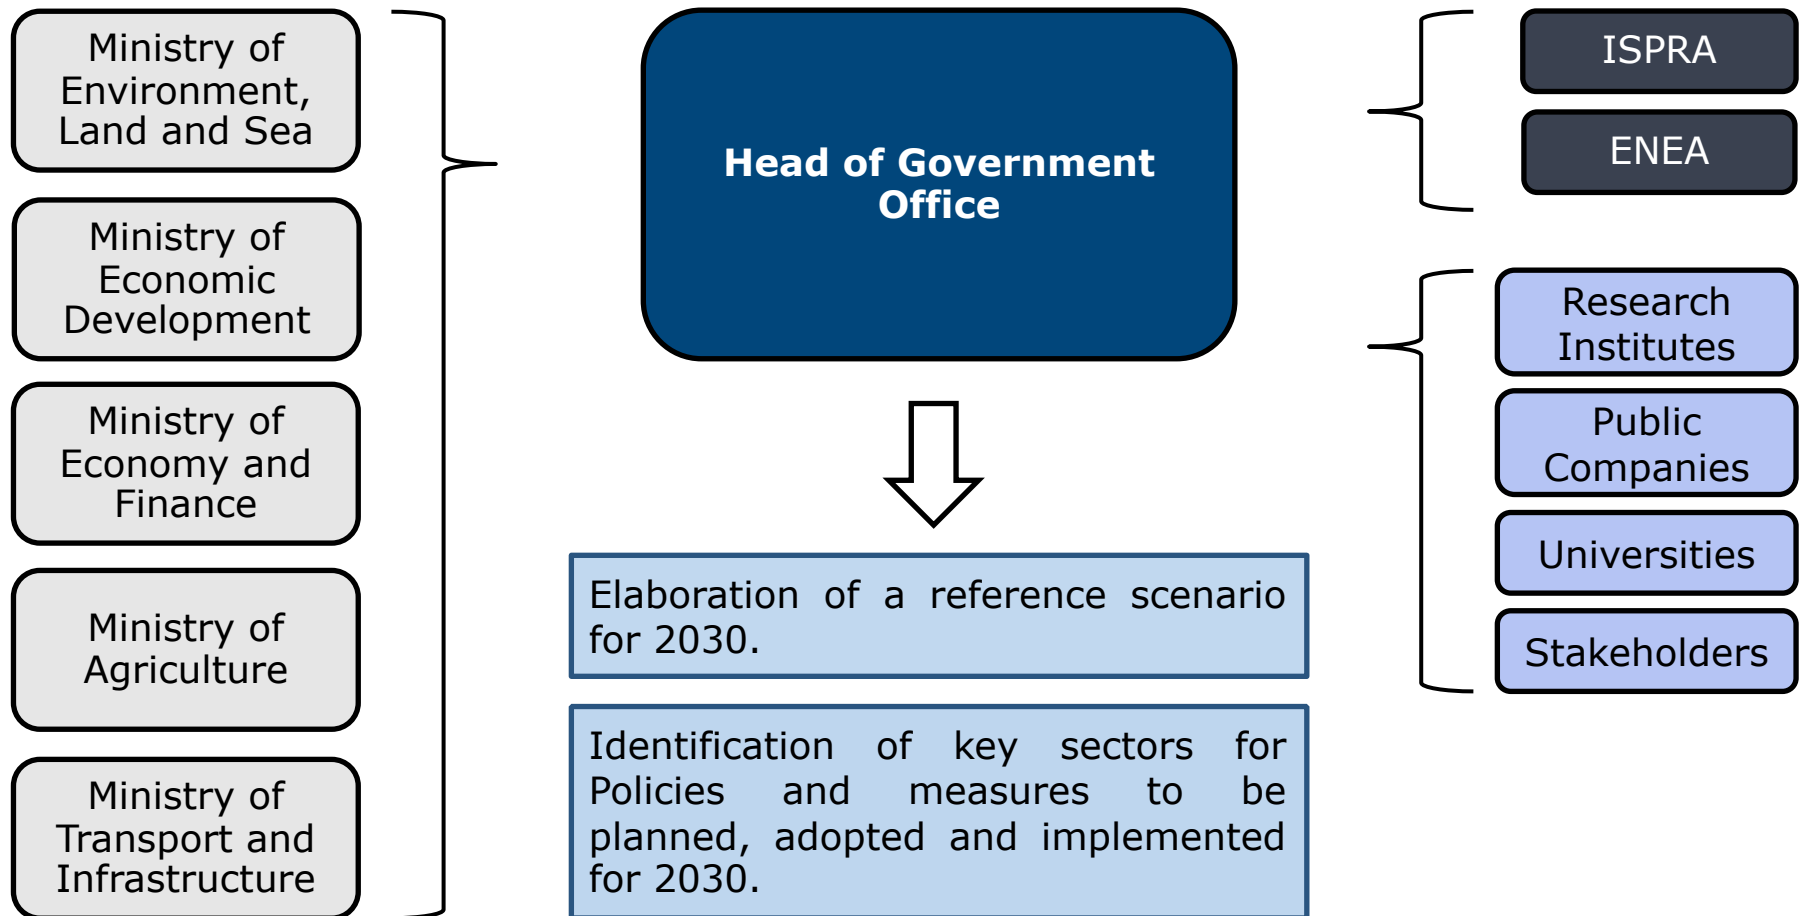 Ministry of
Environment,
Land and Sea
Ministry of
Economic
Development
Ministry of
Economy and
Finance
Ministry of
Agriculture
Ministry of
Transport and
Infrastructure
Head of Government
Office
Elaboration of a reference scenario
for 2030.
Identification of key sectors for
Policies and measures to be
planned, adopted and implemented
for 2030.
ISPRA
ENEA
Research
Institutes
Public
Companies
Universities
Stakeholders